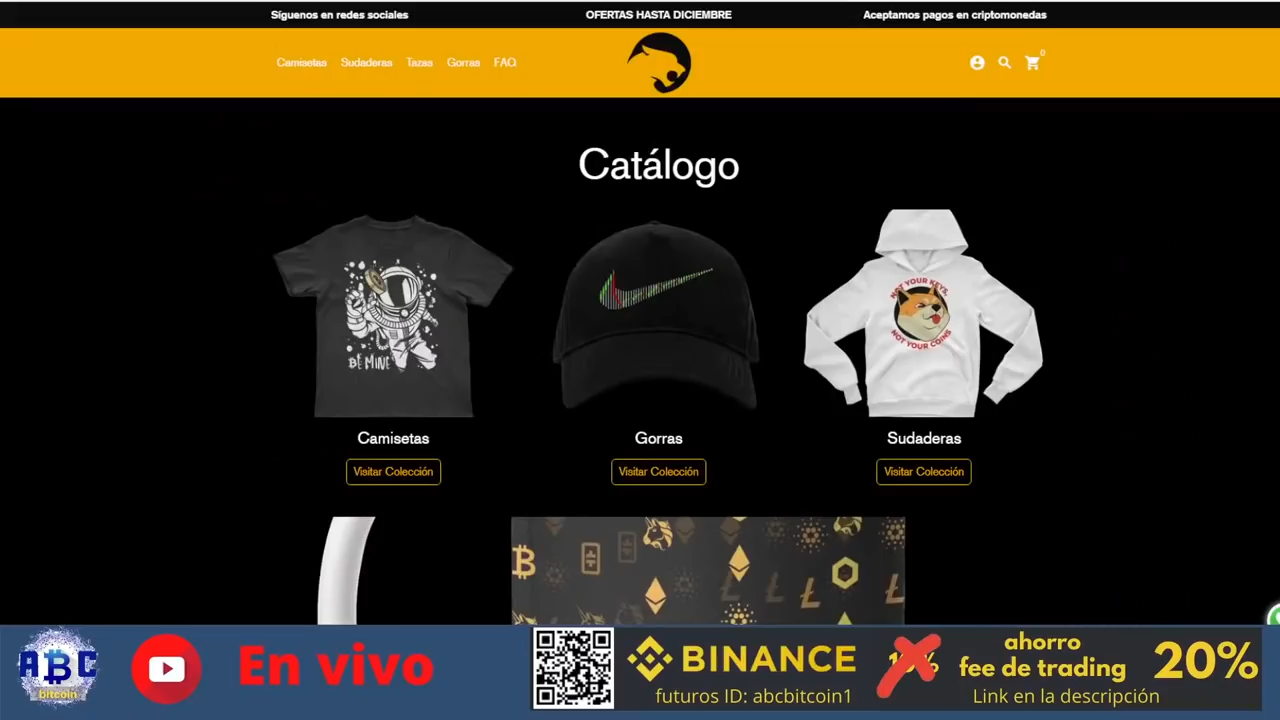 Síguenos en redes sociales
OFERTAS HASTA DICIEMBRE
Aceptamos pagos en criptomonedas
Camisetas
Sudaderas
Tazas
Gorras
FAQ
0
Catálogo
BE MINE
NOT YOUR KEYS,
NOT YOUR COINS
Camisetas
Gorras
Sudaderas
Visitar Colección
Visitar Colección
Visitar Colección
ABC
bitcoin
En vivo
BINANCE
futuros ID: abcbitcoin1
ahorro
fee de trading
20%
Link en la descripción